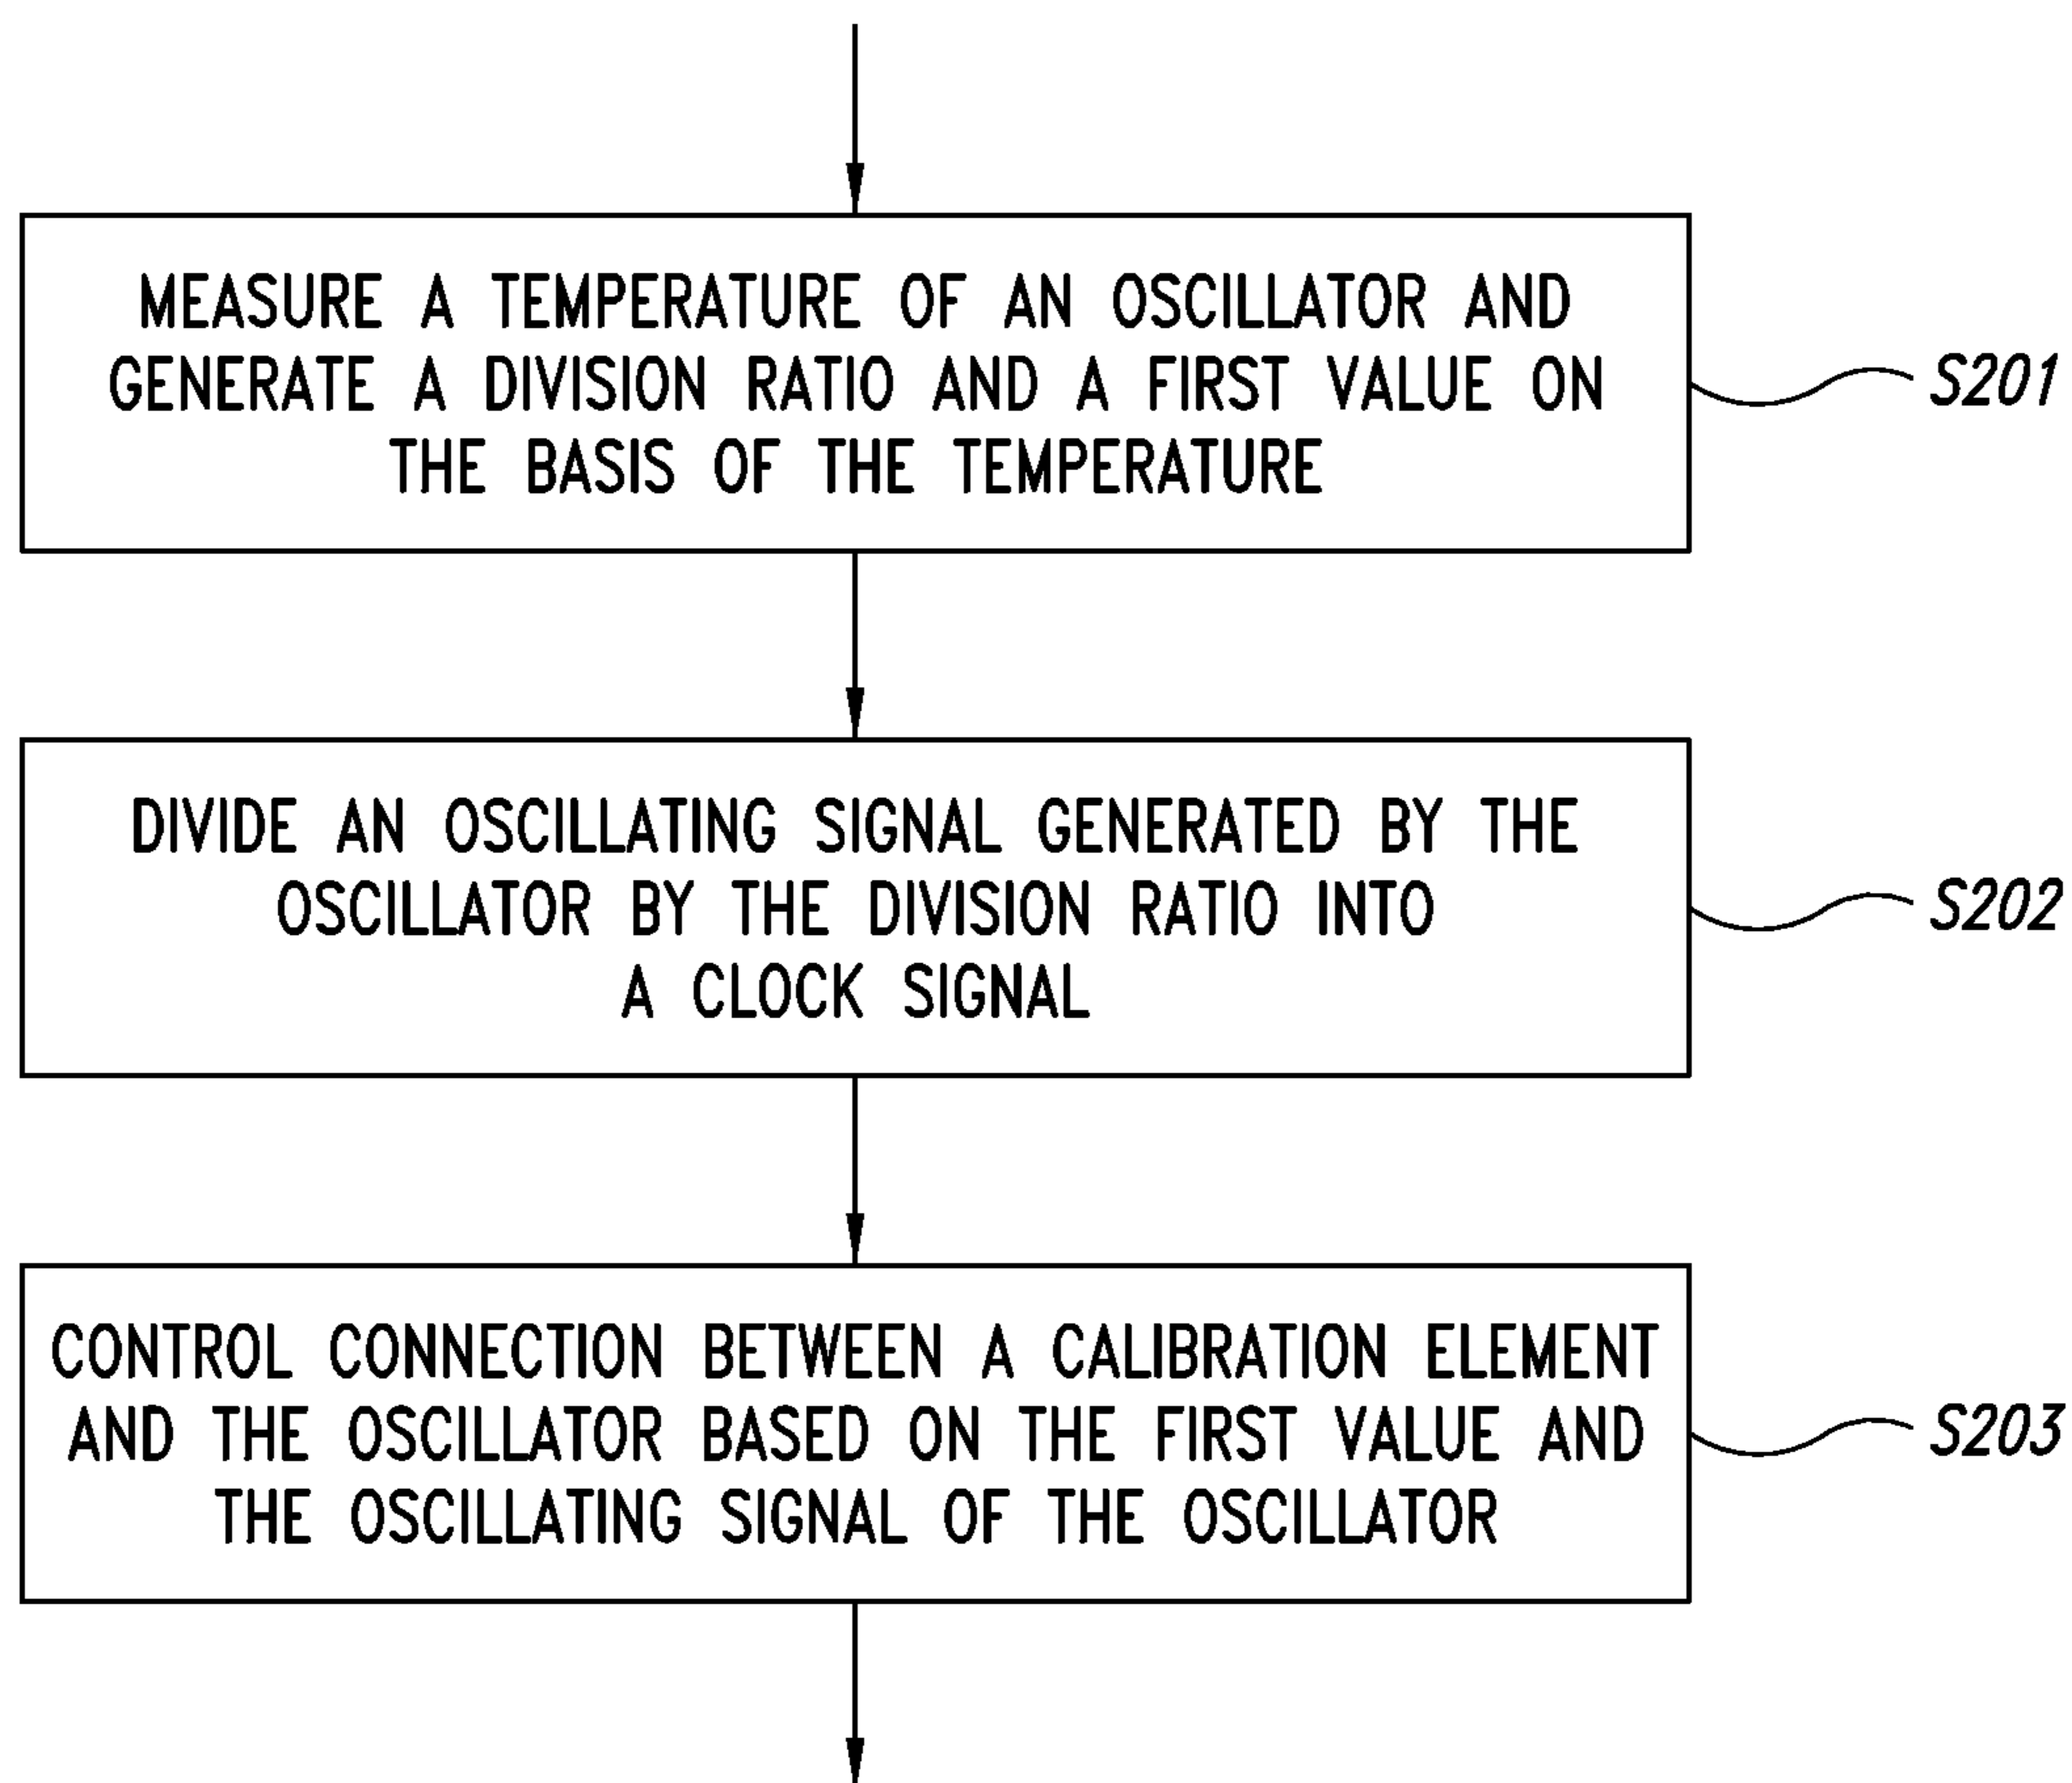 MEASURE A TEMPERATURE OF AN OSCILLATOR AND
GENERATE A DIVISION RATIO AND A FIRST VALUE ON
THE BASIS OF THE TEMPERATURE
S201
DIVIDE AN OSCILLATING SIGNAL GENERATED BY THE
OSCILLATOR BY THE DIVISION RATIO INTO
A CLOCK SIGNAL
S202
CONTROL CONNECTION BETWEEN A CALIBRATION ELEMENT
AND THE OSCILLATOR BASED ON THE FIRST VALUE AND
THE OSCILLATING SIGNAL OF THE OSCILLATOR
S203